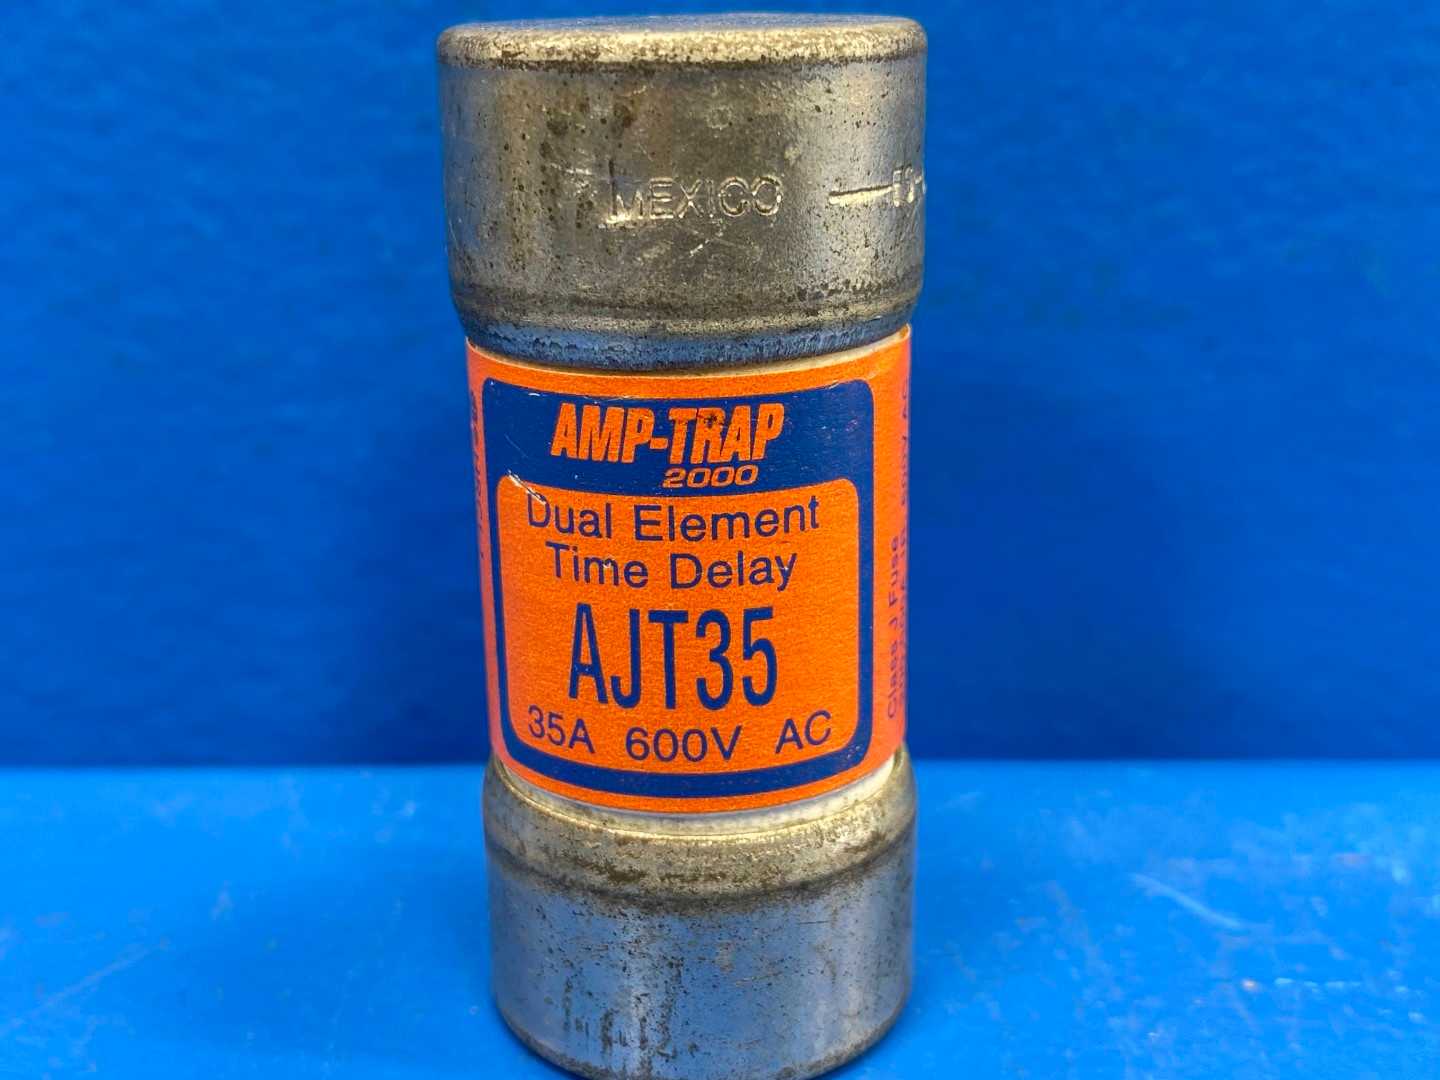 MEXICO
AMP-TRAP
2000
Dual Element
Time Delay
AJT35
35A 600V AC
Class J Fuse